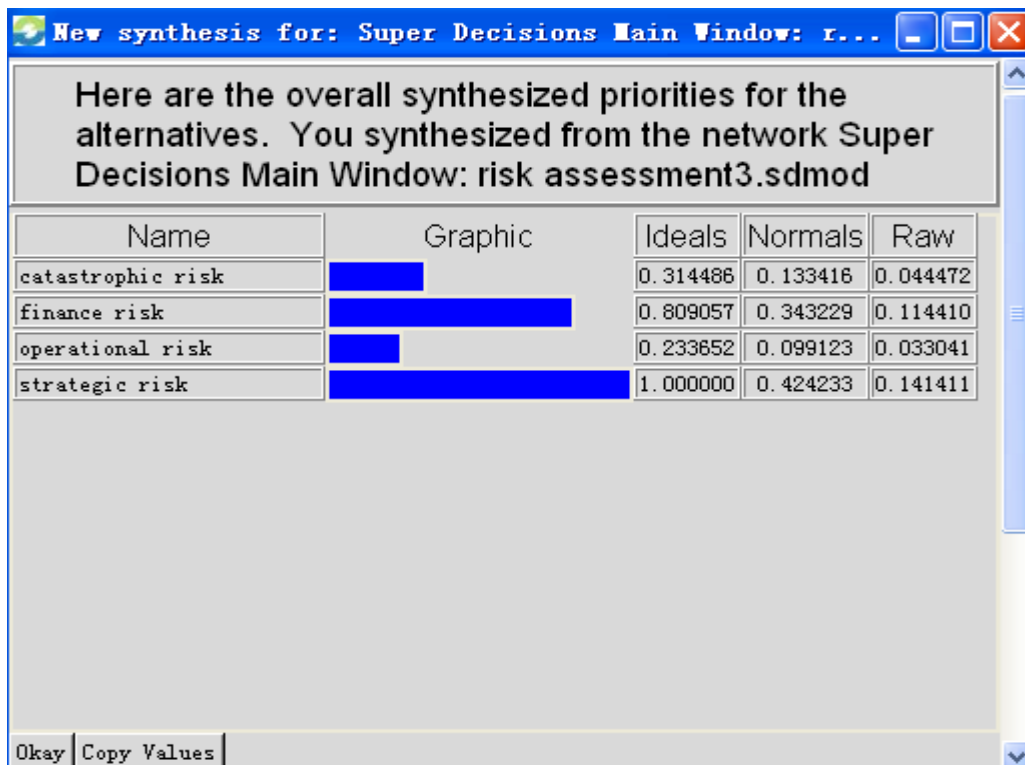 New synthesis for: Super Decisions Main Window: r...
Here are the overall synthesized priorities for the
alternatives. You synthesized from the network Super
Decisions Main Window: risk assessment3.sdmod
Name Graphic Ideals Normals Raw
catastrophic risk 0.314486 0.133416 0.044472
finance risk 0.809057 0.343229 0.114410
operational risk 0.233652 0.099123 0.033041
strategic risk 1.000000 0.424233 0.141411
Okay Copy Values